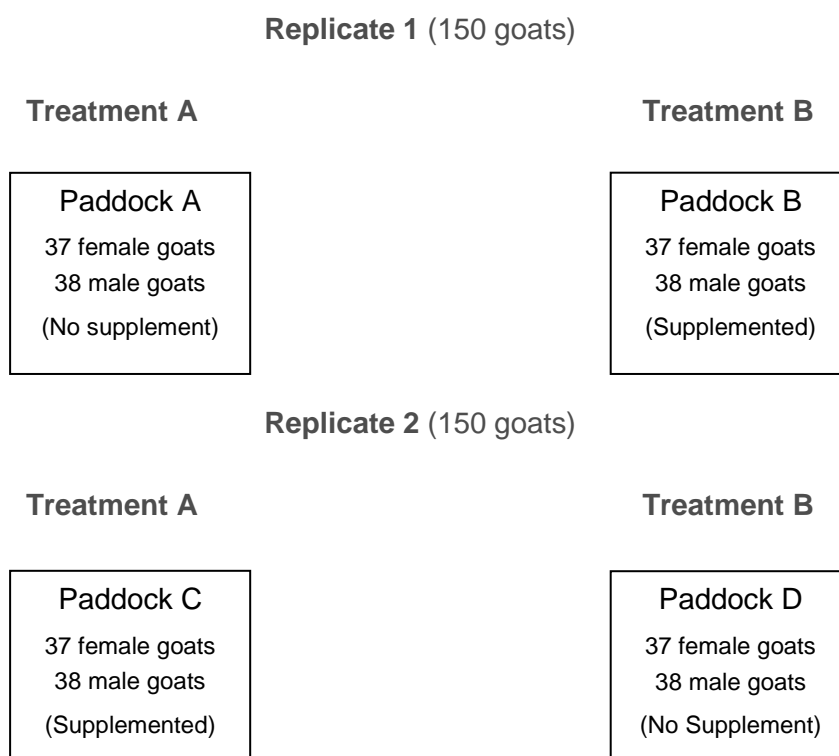 Replicate 1 (150 goats)
Treatment A
Treatment B
Paddock A
37 female goats
38 male goats
(No supplement)
Paddock B
37 female goats
38 male goats
(Supplemented)
Replicate 2 (150 goats)
Treatment A
Treatment B
Paddock C
37 female goats
38 male goats
(Supplemented)
Paddock D
37 female goats
38 male goats
(No Supplement)